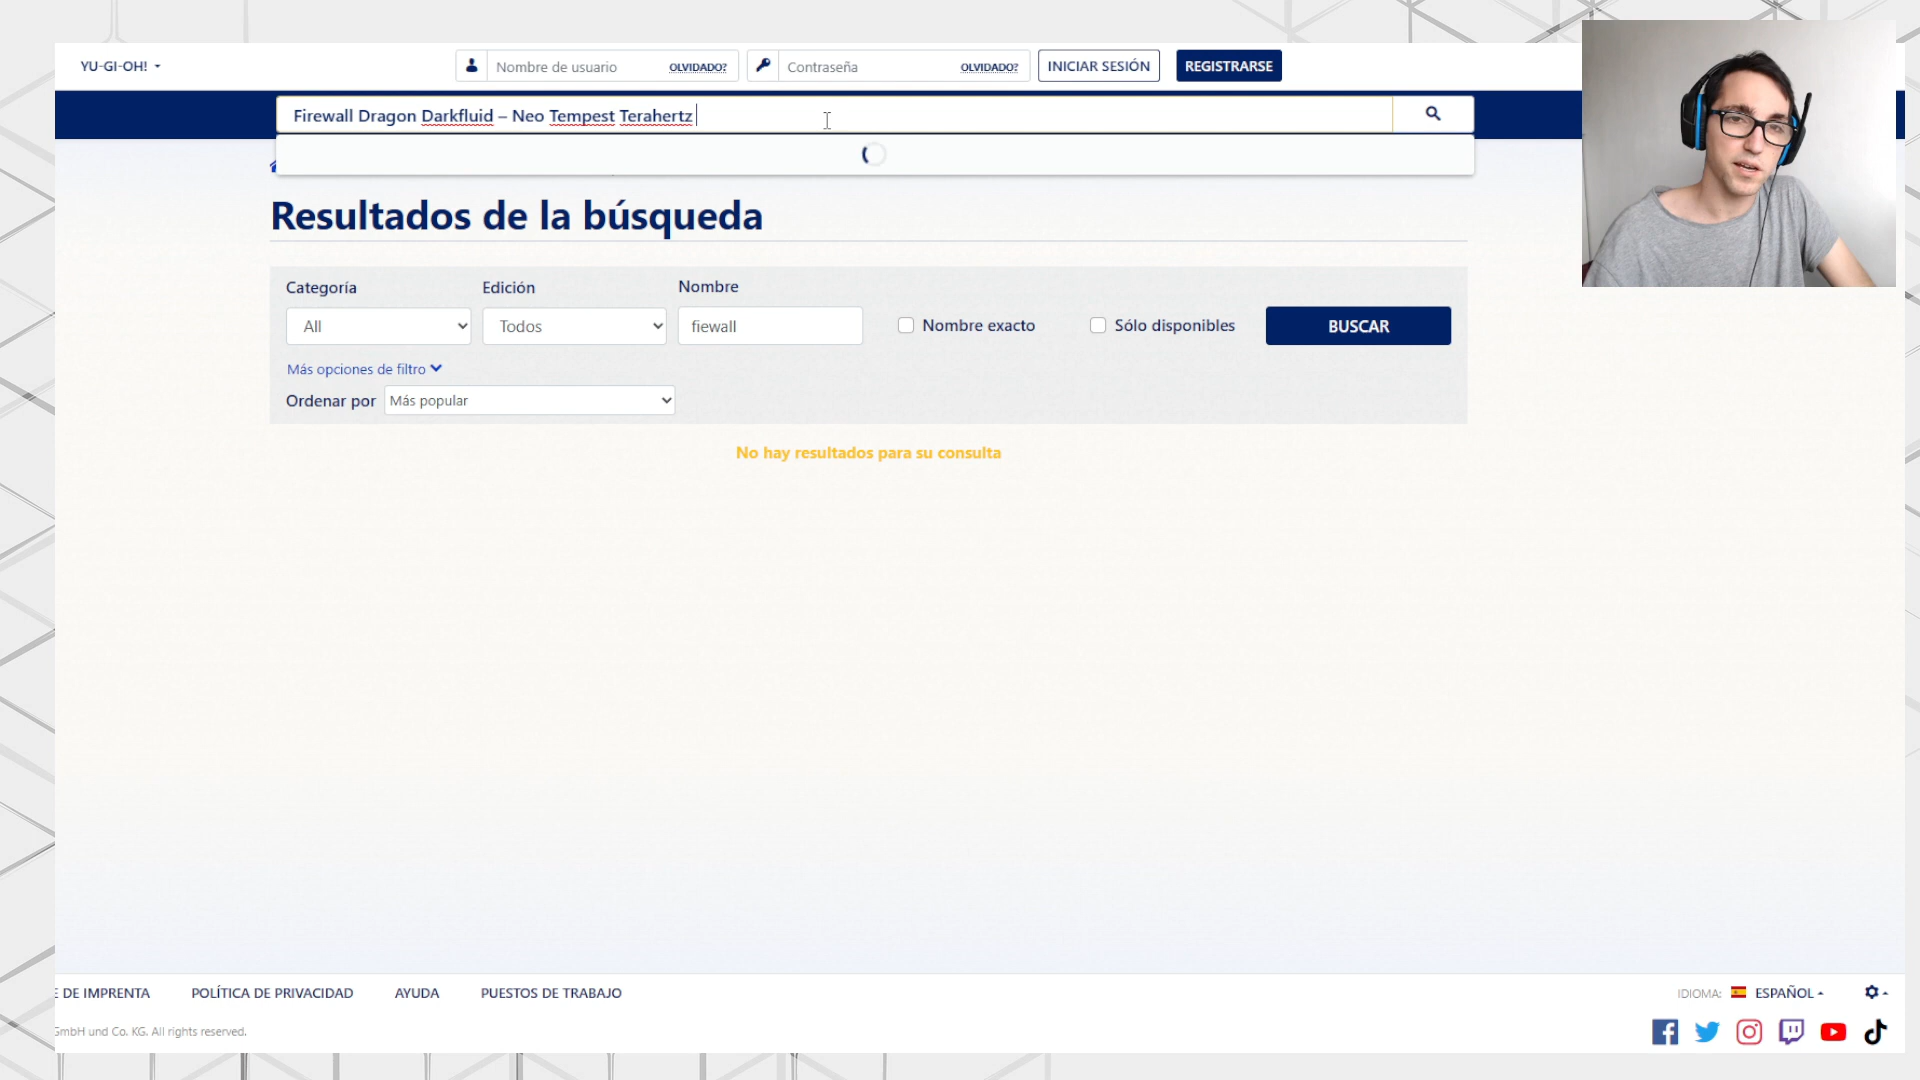 YU-GI-OH!
Nombre de usuario
OLVIDADO?
Contraseña
OLVIDADO?
INICIAR SESIÓN
REGISTRARSE
Firewall Dragon Darkfluid – Neo Tempest Terahertz
Resultados de la búsqueda
Categoría
Edición
Nombre
All
Todos
fiewall
Nombre exacto
Sólo disponibles
BUSCAR
Más opciones de filtro
Ordenar por
Más popular
No hay resultados para su consulta
E DE IMPRENTA
POLÍTICA DE PRIVACIDAD
AYUDA
PUESTOS DE TRABAJO
IDIOMA:
ESPAÑOL
GmbH und Co. KG. All rights reserved.